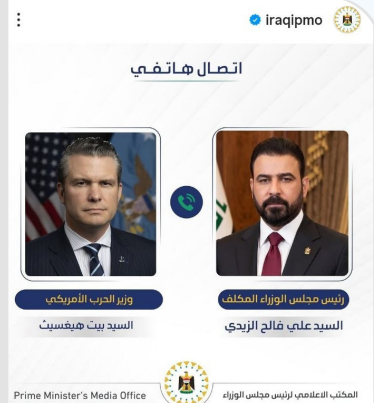 iraqipmo
اتصال هاتفي
رئيس مجلس الوزراء المكلف
وزير الحرب الأمريكي
السيد علي فالح الزيدي
السيد بيت هيغسيث
المكتب الاعلامي لرئيس مجلس الوزراء
Prime Minister's Media Office